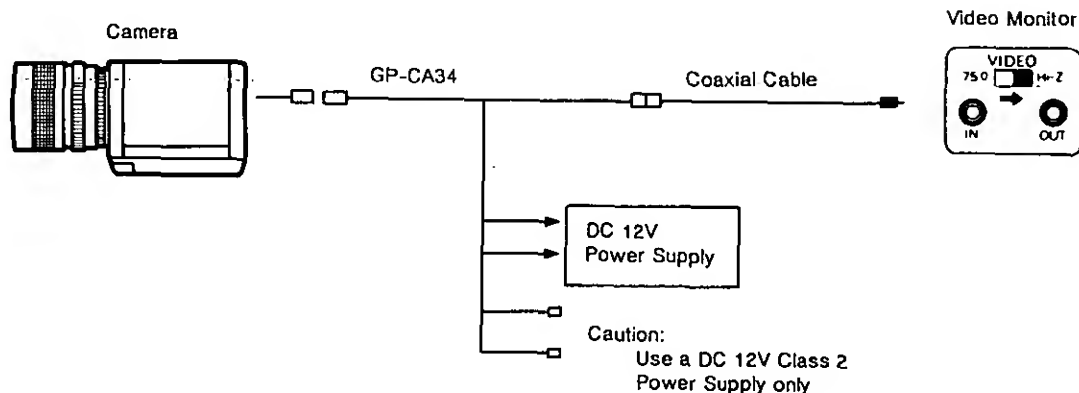 Camera
GP-CA34
Coaxial Cable
Video Monitor
VIDEO
75Ω Hi-Z
IN
OUT
DC 12V
Power Supply
Caution:
Use a DC 12V Class 2
Power Supply only